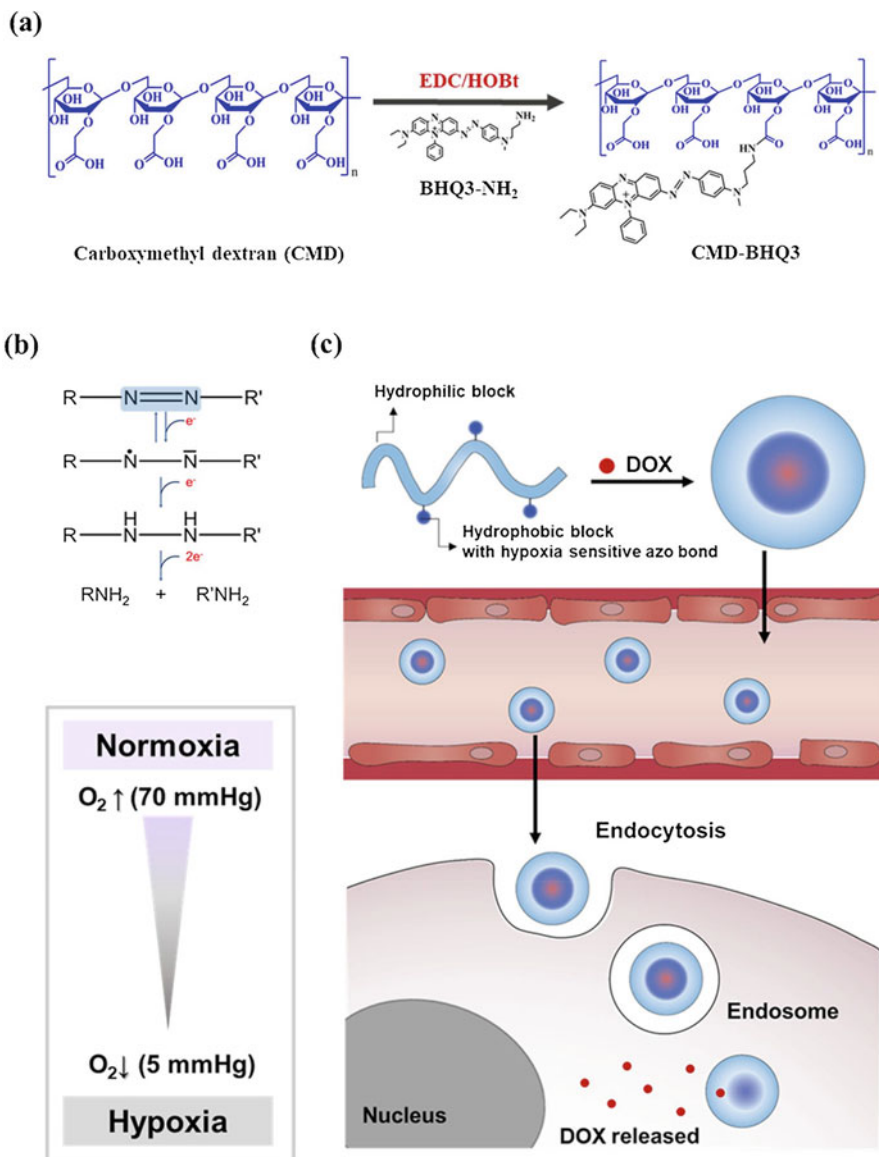 (a)
EDC/HOBt
BHQ3-NH₂
Carboxymethyl dextran (CMD)
CMD-BHQ3
(b)
R—N=N—R'
e⁻
R—N—N—R'
e⁻
H H
R—N—N—R'
2e⁻
RNH₂ + R'NH₂
Normoxia
O₂ ↑ (70 mmHg)
O₂↓ (5 mmHg)
Hypoxia
(c)
Hydrophilic block
DOX
Hydrophobic block
with hypoxia sensitive azo bond
Endocytosis
Endosome
Nucleus
DOX released